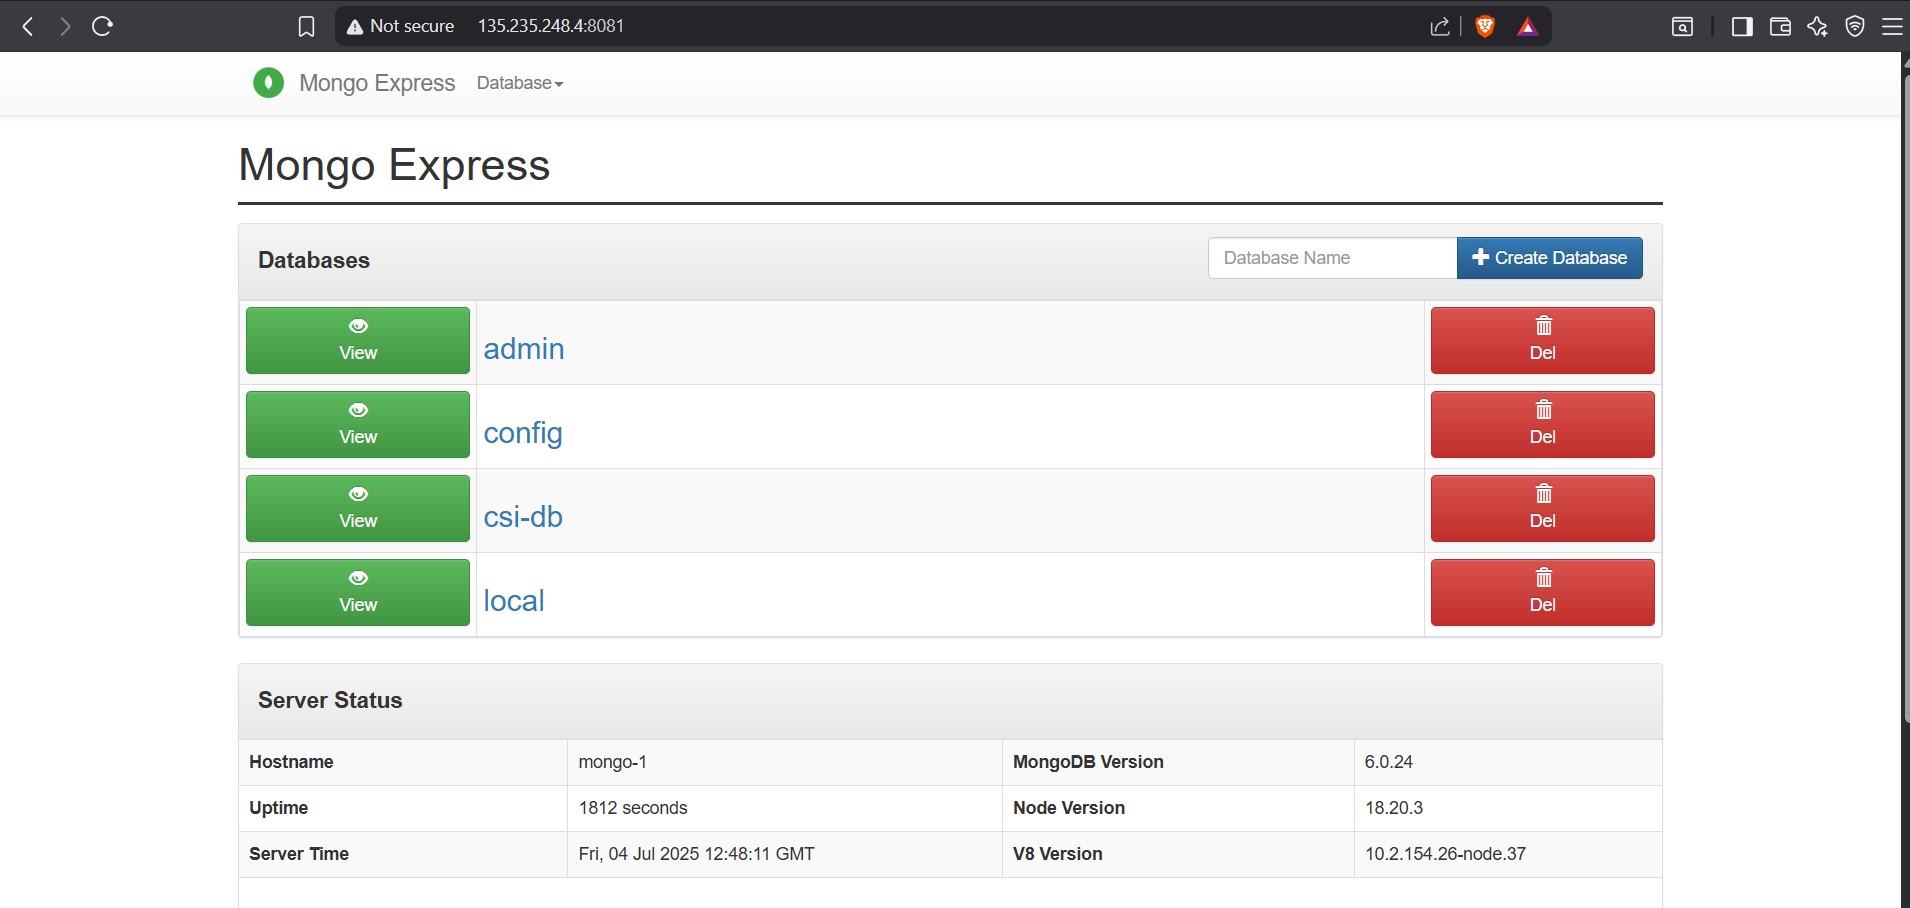 Not secure 135.235.248.4:8081
Mongo Express Database
Mongo Express
Databases
Database Name
Create Database
View admin Del
View config Del
View csi-db Del
View local Del
Server Status
Hostname mongo-1 MongoDB Version 6.0.24
Uptime 1812 seconds Node Version 18.20.3
Server Time Fri, 04 Jul 2025 12:48:11 GMT V8 Version 10.2.154.26-node.37